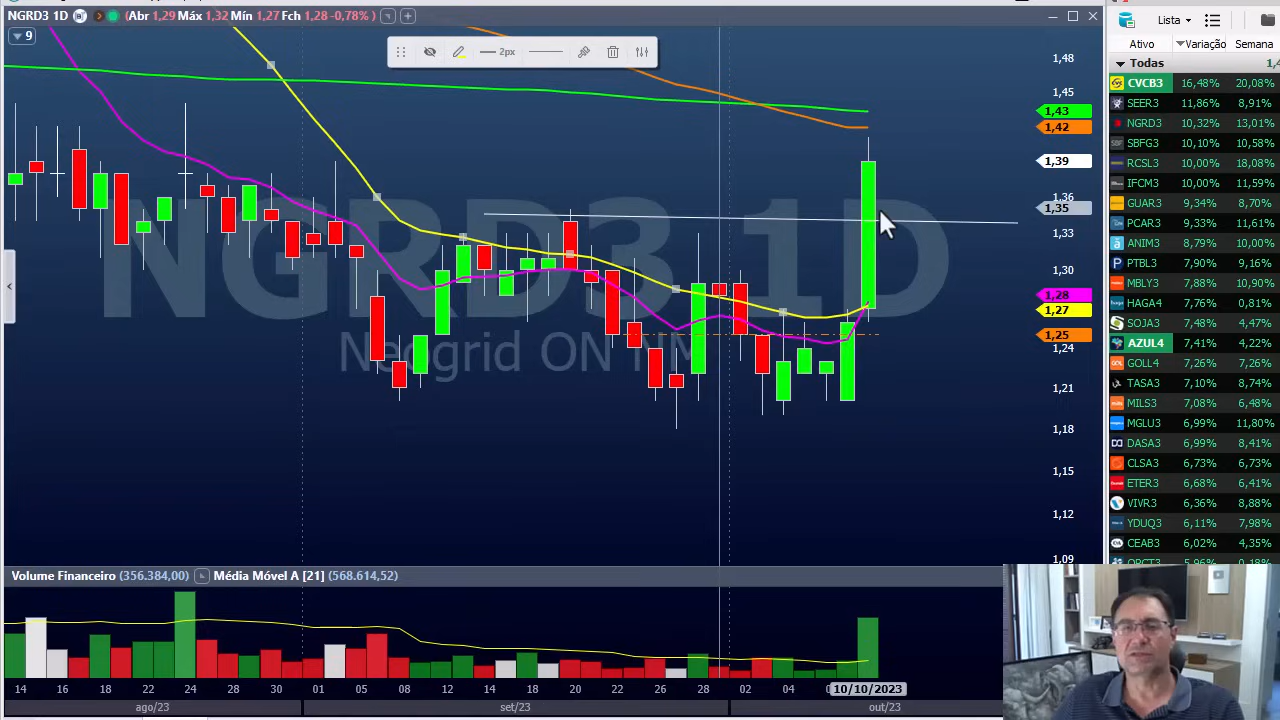 NGRD3 1D (Abr 1,29 Máx 1,32 Mín 1,27 Fch 1,28 -0,78%)
9
2px
Lista
Ativo Variação Semana
Todas
CVCB3 16,48% 20,08%
SEER3 11,86% 8,91%
NGRD3 10,32% 13,01%
SBFG3 10,10% 10,58%
RCSL3 10,00% 18,08%
IFCM3 10,00% 11,59%
GUAR3 9,34% 8,70%
PCAR3 9,33% 11,61%
ANIM3 8,79% 10,00%
PTBL3 7,90% 9,16%
MBLY3 7,88% 10,90%
HAGA4 7,76% 0,81%
SOJA3 7,48% 4,47%
AZUL4 7,41% 4,22%
GOLL4 7,26% 7,26%
TASA3 7,10% 8,74%
MILS3 7,08% 6,48%
MGLU3 6,99% 11,80%
DASA3 6,99% 8,41%
CLSA3 6,73% 6,73%
ETER3 6,68% 6,41%
VIVR3 6,88% 3,96%
YDUQ3 6,11% 7,98%
CEAB3 6,02% 4,35%
1,48
1,45
1,43
1,42
1,39
1,36
1,35
1,33
1,30
1,28
1,27
1,25
1,24
1,21
1,18
1,15
1,12
1,09
NGRD3 1D
Neogrid ON NM
Volume Financeiro (356.384,00) Média Móvel A [21] (568.614,52)
14 16 18 22 24 28 30 01 05 08 12 14 18 20 22 26 28 02 04 10/10/2023
ago/23 set/23 out/23